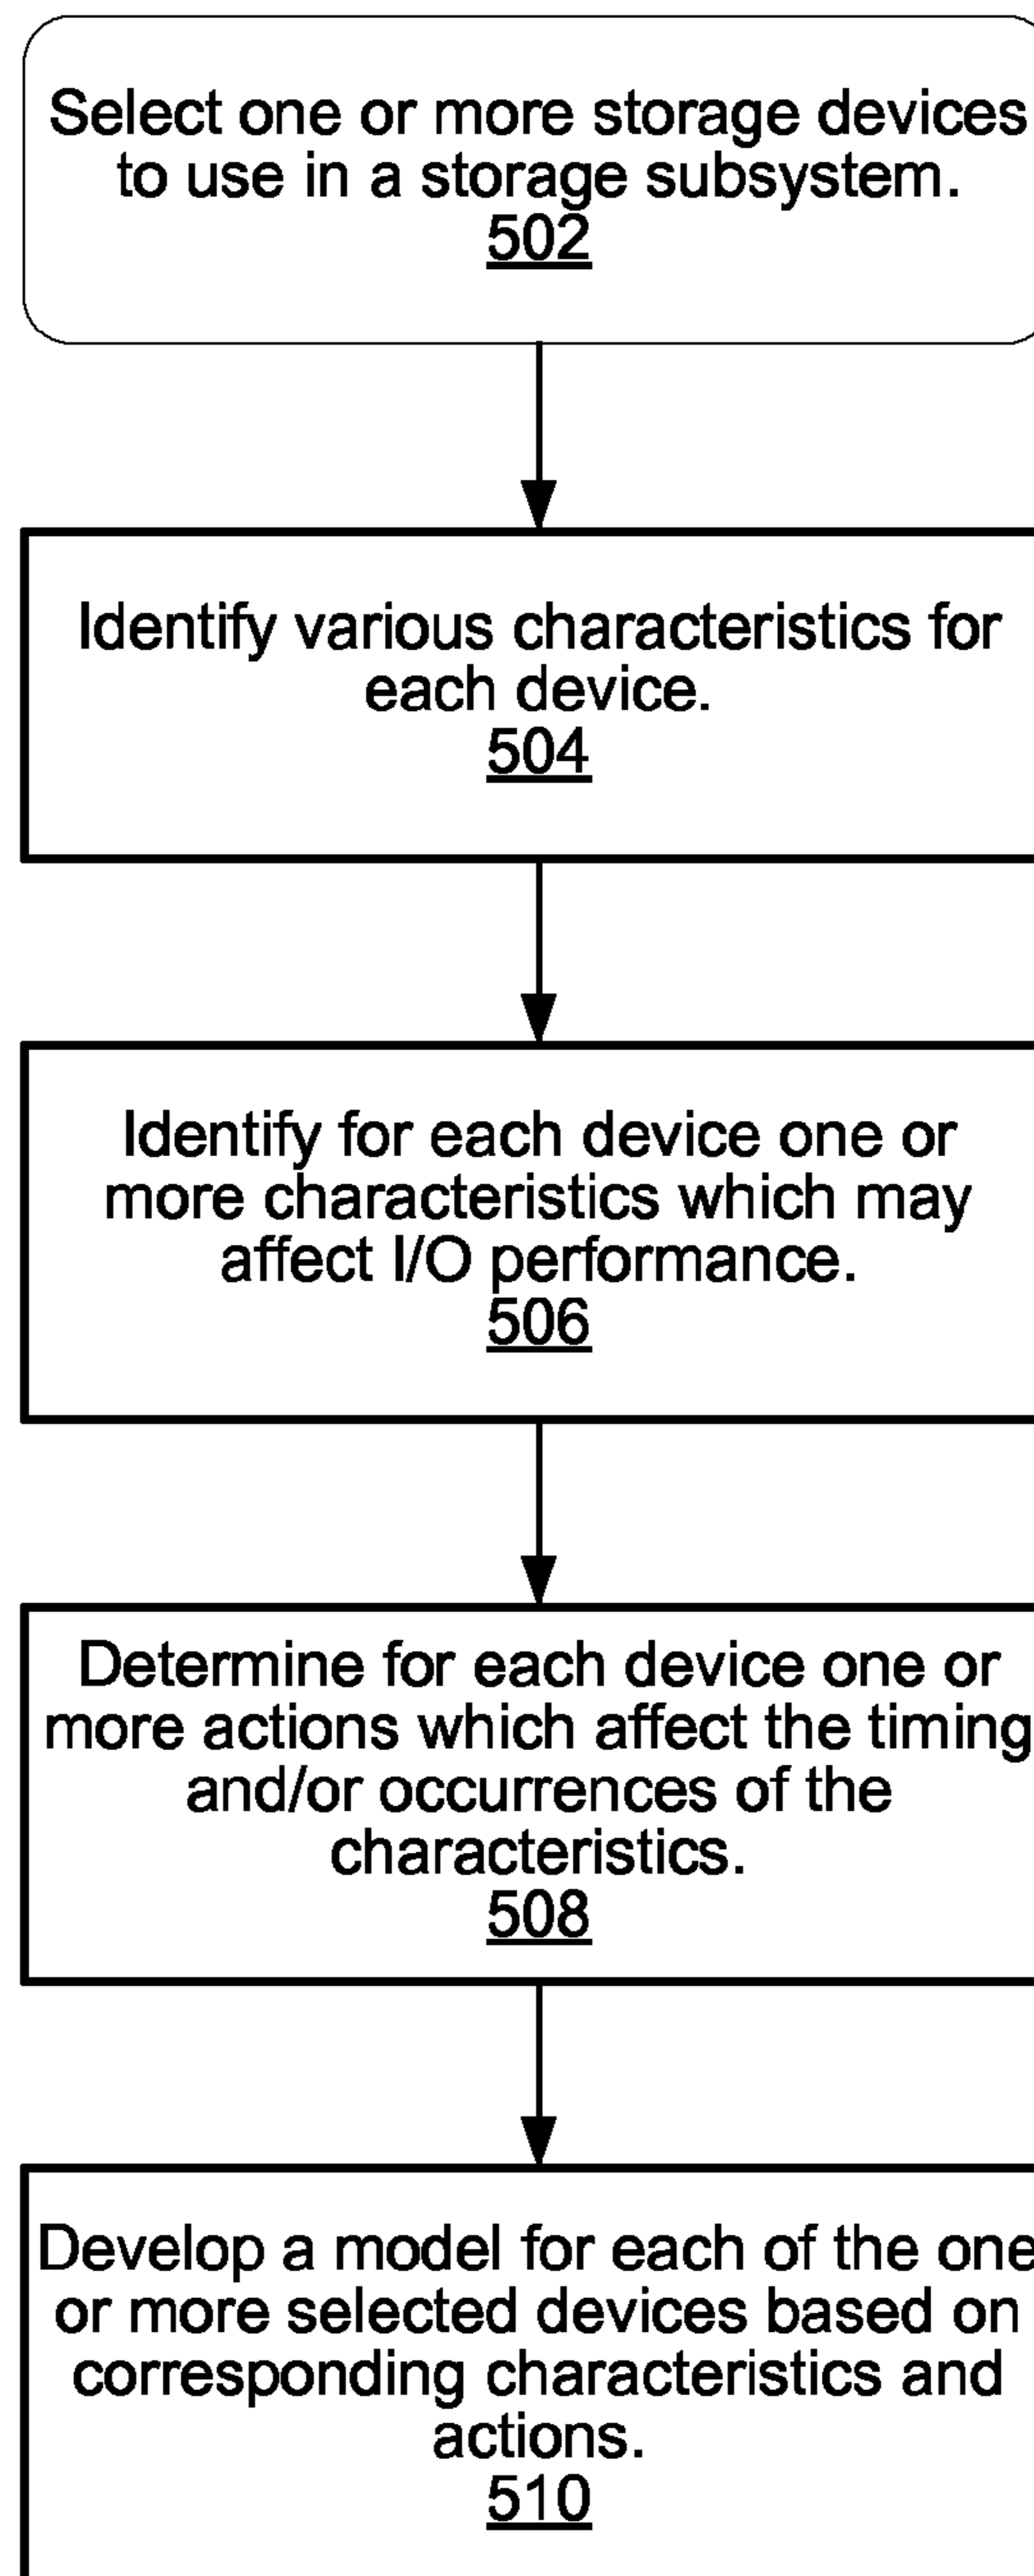 Select one or more storage devices
to use in a storage subsystem.
502
Identify various characteristics for
each device.
504
Identify for each device one or
more characteristics which may
affect I/O performance.
506
Determine for each device one or
more actions which affect the timing
and/or occurrences of the
characteristics.
508
Develop a model for each of the one
or more selected devices based on
corresponding characteristics and
actions.
510